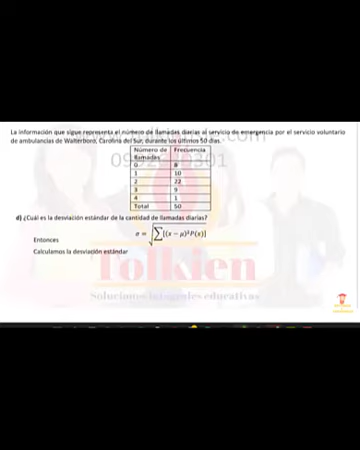 La información que sigue representa el número de llamadas diarias al servicio de emergencia por el servicio voluntario
de ambulancias de Walterboro, Carolina del Sur, durante los últimos 50 días.
Número de llamadas Frecuencia
0 8
1 10
2 22
3 9
4 1
Total 50
d) ¿Cuál es la desviación estándar de la cantidad de llamadas diarias?
σ = √∑[(x − μ)²P(x)]
Entonces
Calculamos la desviación estándar
Tolkien
Soluciones integrales educativas